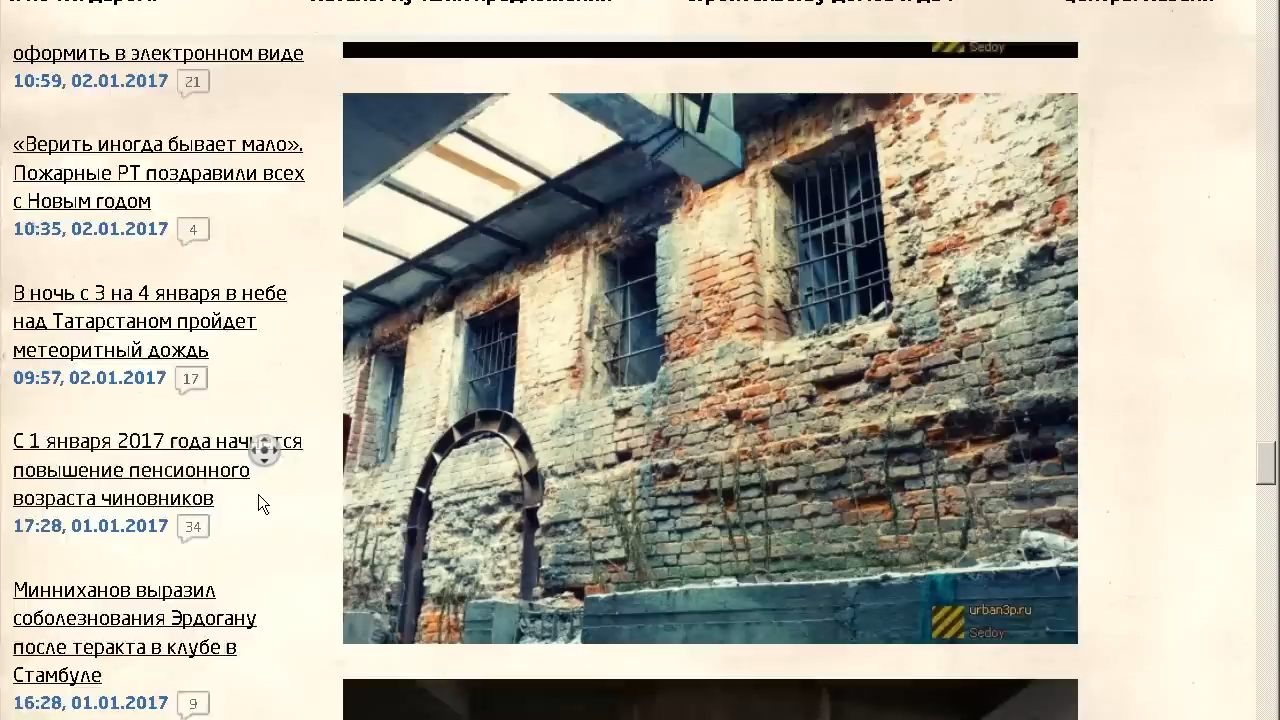 оформить в электронном виде
10:59, 02.01.2017 21
«Верить иногда бывает мало».
Пожарные РТ поздравили всех
с Новым годом
10:35, 02.01.2017 4
В ночь с 3 на 4 января в небе
над Татарстаном пройдет
метеоритный дождь
09:57, 02.01.2017 17
С 1 января 2017 года
повышение пенсионного
возраста чиновников
17:28, 01.01.2017 34
Минниханов выразил
соболезнования Эрдогану
после теракта в клубе в
Стамбуле
16:28, 01.01.2017 9
Sedoy
urban3p.ru
Sedoy